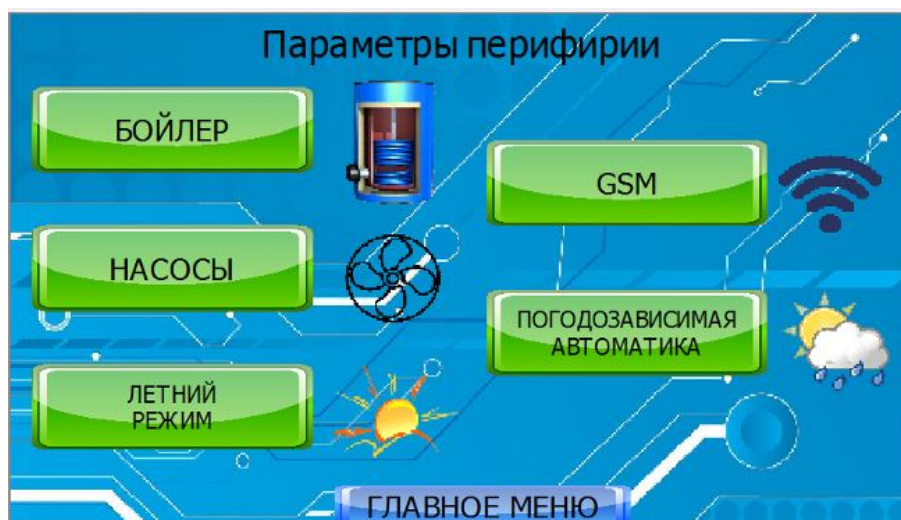 Параметры перифирии
БОЙЛЕР
GSM
НАСОСЫ
ПОГОДОЗАВИСИМАЯ
АВТОМАТИКА
ЛЕТНИЙ
РЕЖИМ
ГЛАВНОЕ МЕНЮ